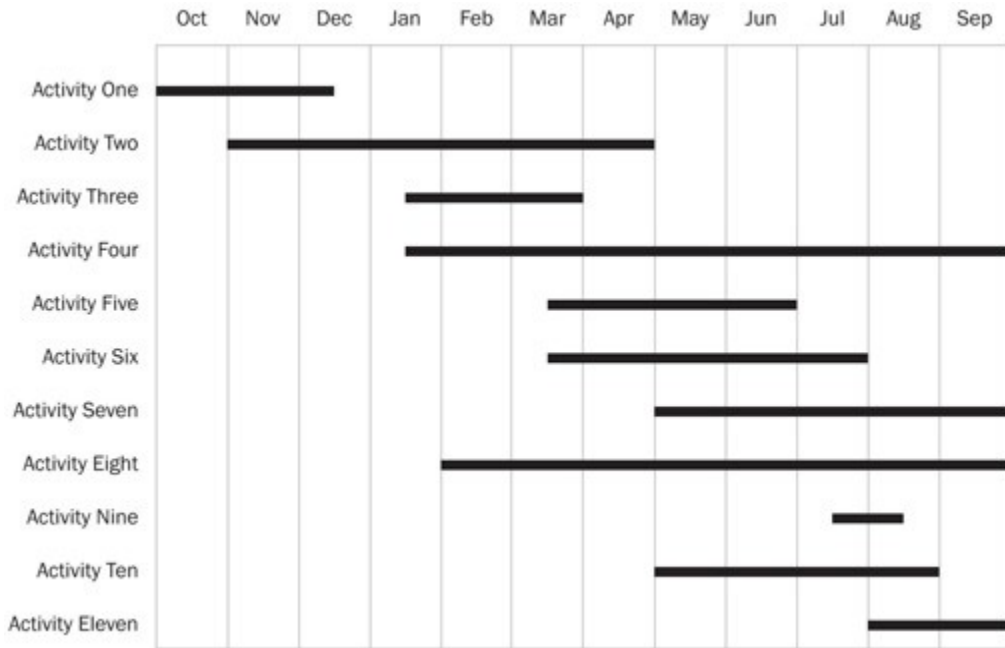 Oct Nov Dec Jan Feb Mar Apr May Jun Jul Aug Sep
Activity One
Activity Two
Activity Three
Activity Four
Activity Five
Activity Six
Activity Seven
Activity Eight
Activity Nine
Activity Ten
Activity Eleven